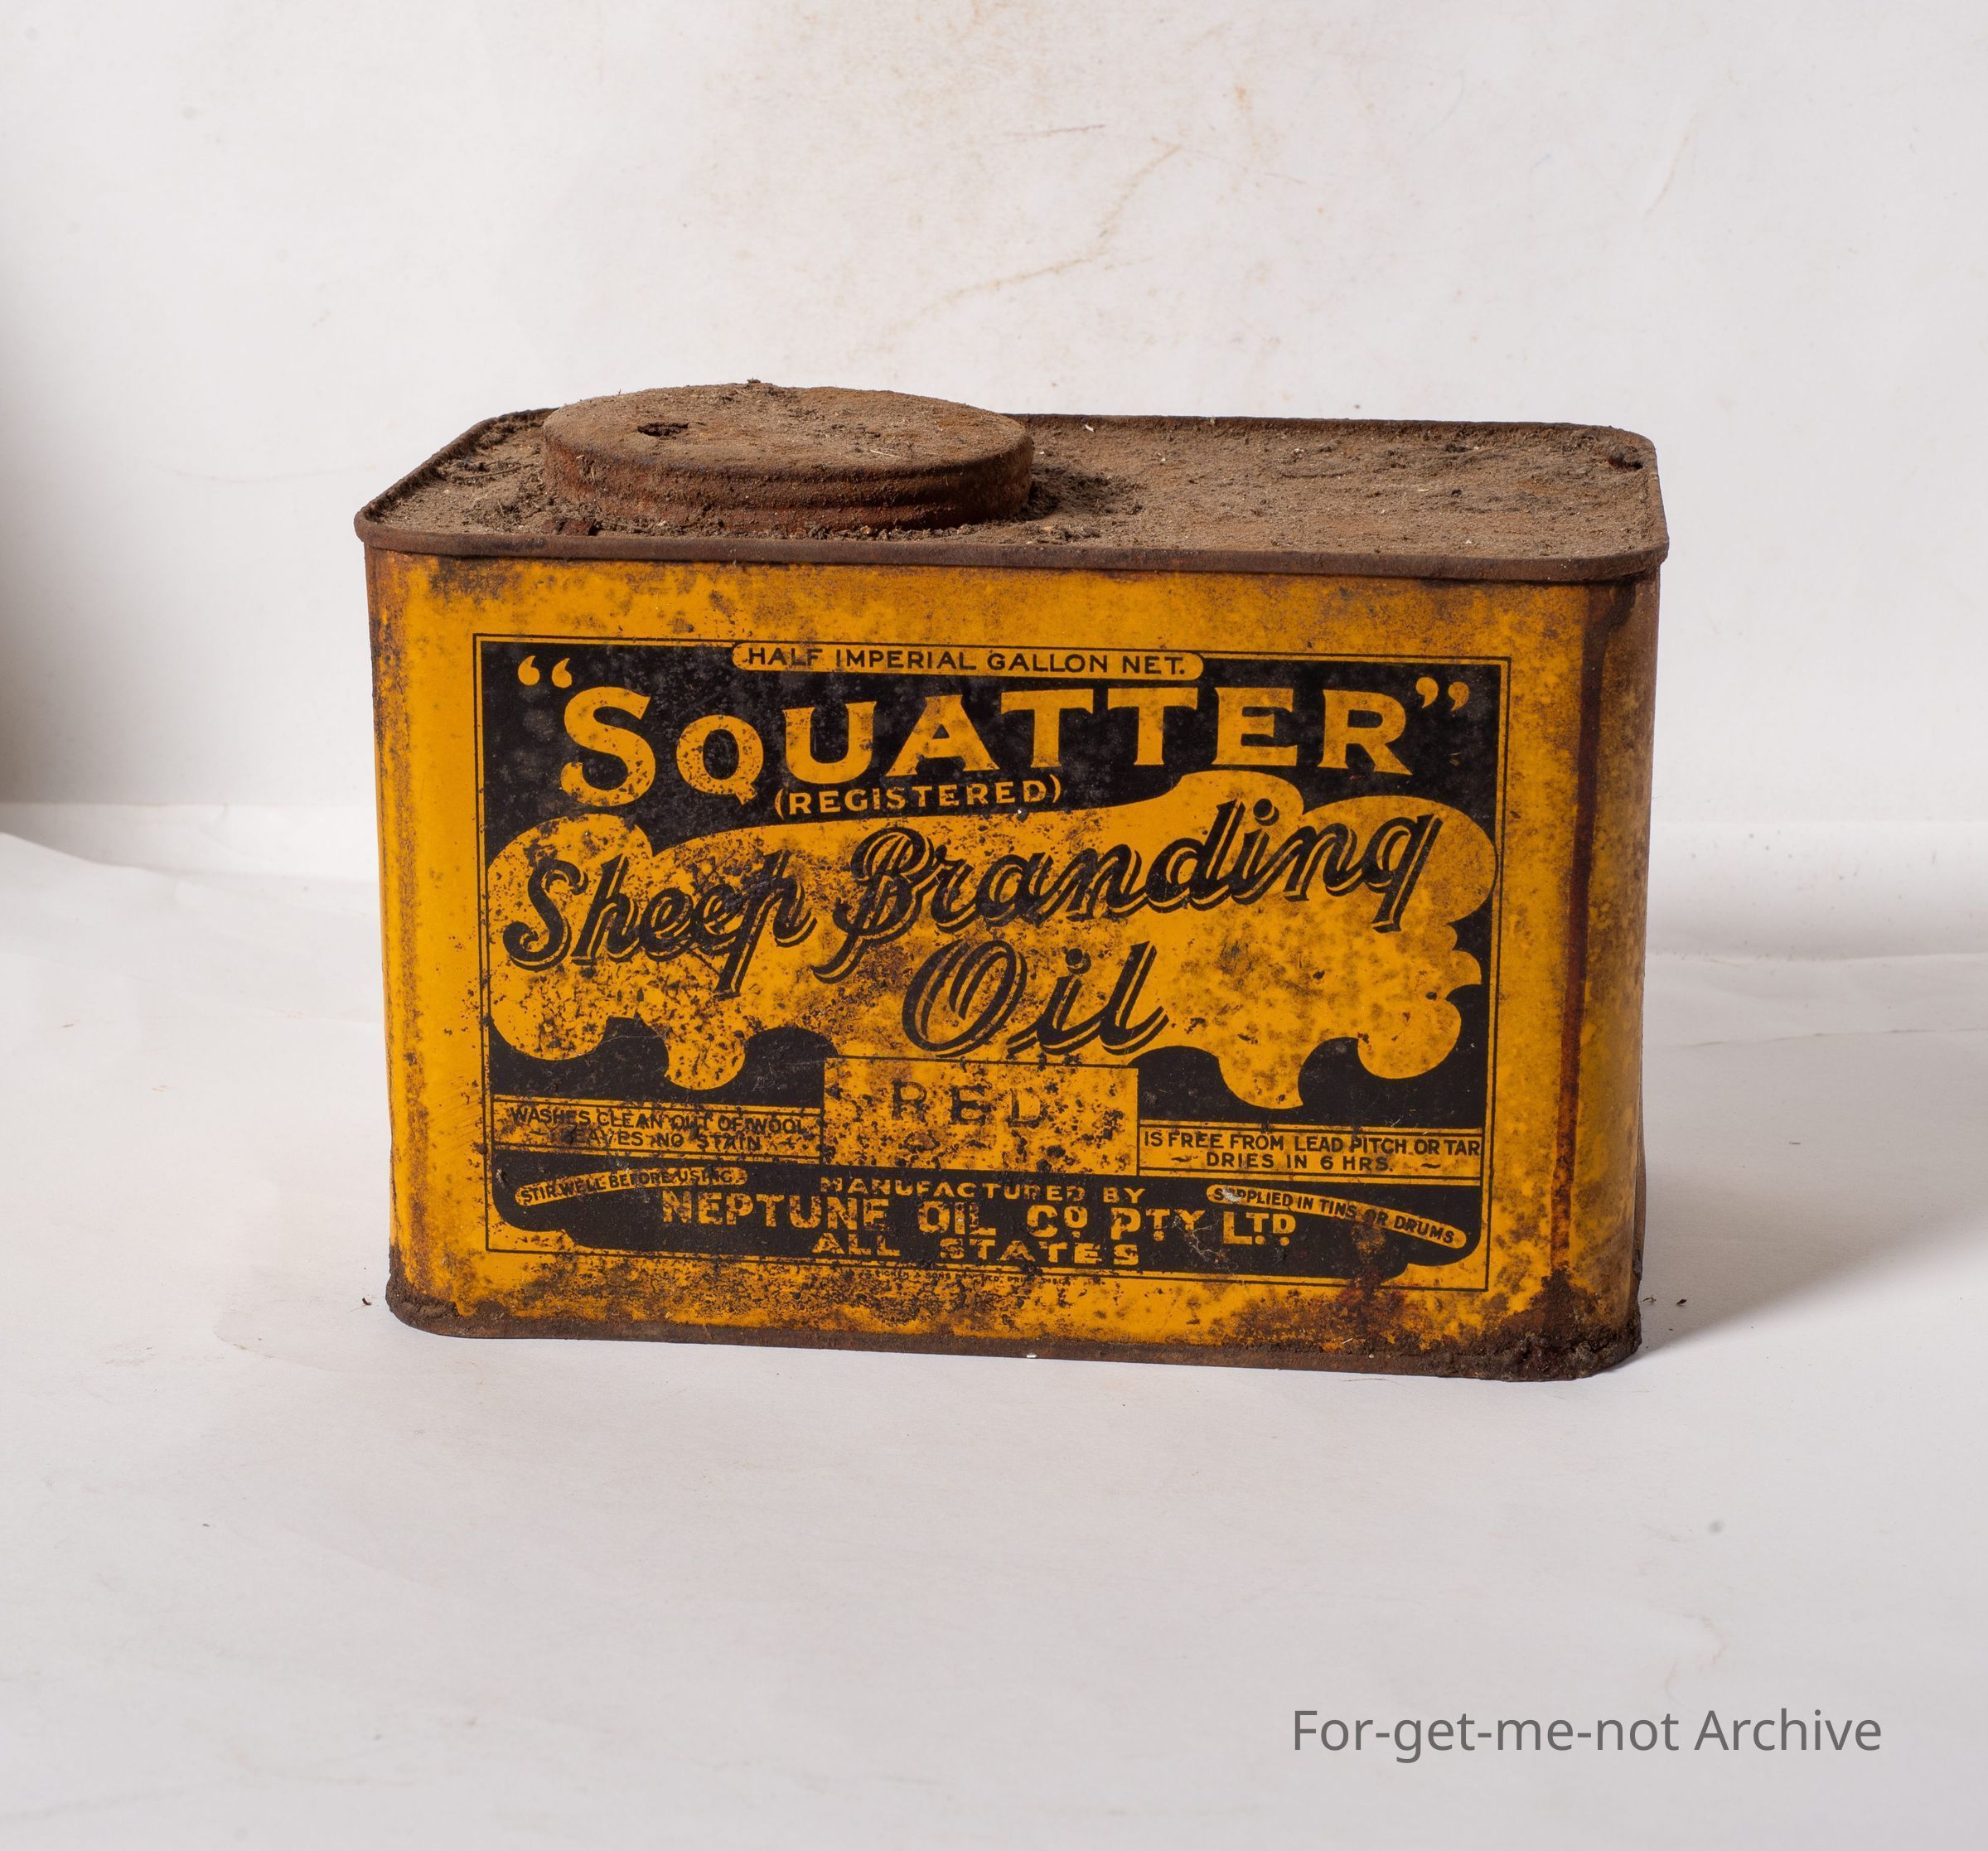 HALF IMPERIAL GALLON NET.
“SQUATTER”
(REGISTERED)
Sheep Branding
Oil
RED
WASHES CLEAN OUT OF WOOL
LEAVES NO STAIN
IS FREE FROM LEAD PITCH OR TAR
DRIES IN 6 HRS.
STIR WELL BEFORE USING
MANUFACTURED BY
NEPTUNE OIL Cº PTY LTD
ALL STATES
SUPPLIED IN TINS OR DRUMS
For-get-me-not Archive